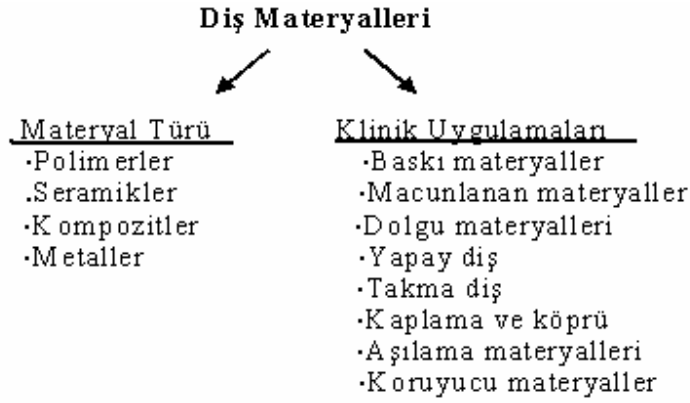 Diş Materyalleri
Materyal Türü
·Polimerler
.Seramikler
·Kompozitler
·Metaller
Klinik Uygulamaları
·Baskı materyaller
·Macunlanan materyaller
·Dolgu materyalleri
·Yapay diş
·Takma diş
·Kaplama ve köprü
·Aşılama materyalleri
·Koruyucu materyaller